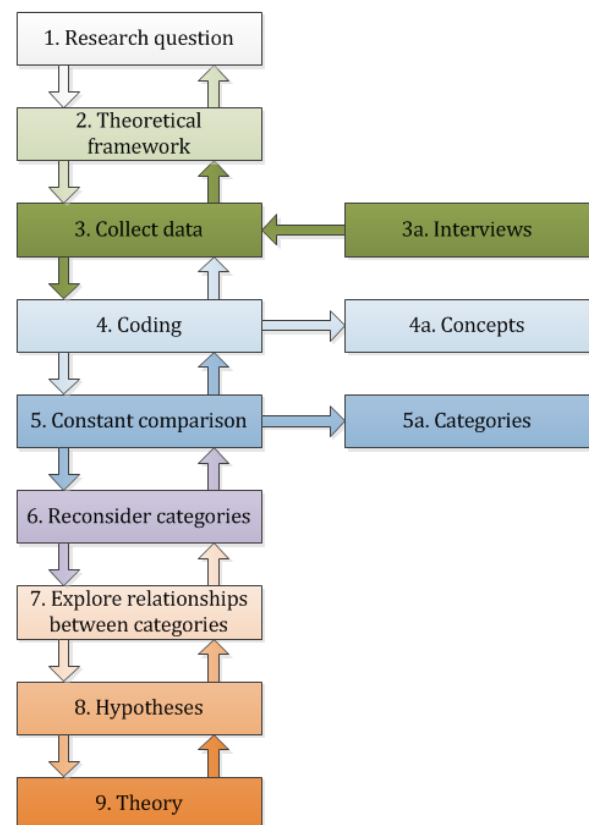 1. Research question
2. Theoretical
framework
3. Collect data
3a. Interviews
4. Coding
4a. Concepts
5. Constant comparison
5a. Categories
6. Reconsider categories
7. Explore relationships
between categories
8. Hypotheses
9. Theory